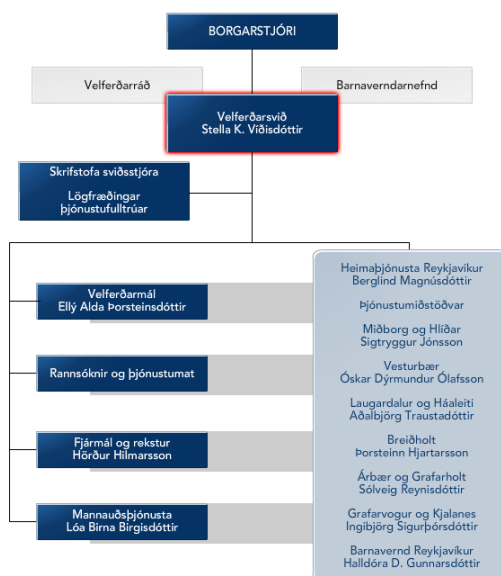 BORGARSTJÓRI
Velferðarráð
Barnaverndarnefnd
Velferðarsvið
Stella K. Víðisdóttir
Skrifstofa sviðsstjóra
Lögfræðingar
þjónustufulltrúar
Velferðarmál
Ellý Alda Þorsteinsdóttir
Rannsóknir og þjónustumat
Fjármál og rekstur
Hörður Hilmarsson
Mannauðsþjónusta
Lóa Birna Birgisdóttir
Heimaþjónusta Reykjavíkur
Berglind Magnúsdóttir
Þjónustumiðstöðvar
Miðborg og Hlíðar
Sigtryggur Jónsson
Vesturbær
Óskar Dýrmundur Ólafsson
Laugardalur og Háaleiti
Aðalbjörg Traustadóttir
Breiðholt
Þorsteinn Hjartarsson
Árbær og Grafarholt
Sólveig Reynisdóttir
Grafarvogur og Kjalanes
Ingibjörg Sigurþórsdóttir
Barnavernd Reykjavíkur
Halldóra D. Gunnarsdóttir